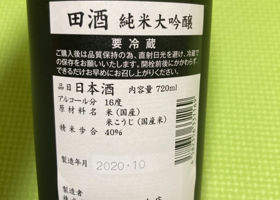 田酒 純米大吟醸
要冷蔵
ご購入後は品質保持の為、直射日光を避け、冷蔵で
の保存をお願いいたします。開栓前後にかかわらず、
できるだけお早めにお召し上がりください。
品目 日本酒 内容量 720ml
アルコール分 16度
原材料名 米(国産)
米こうじ(国産米)
精米歩合 40%
製造年月 2020.10
製造者